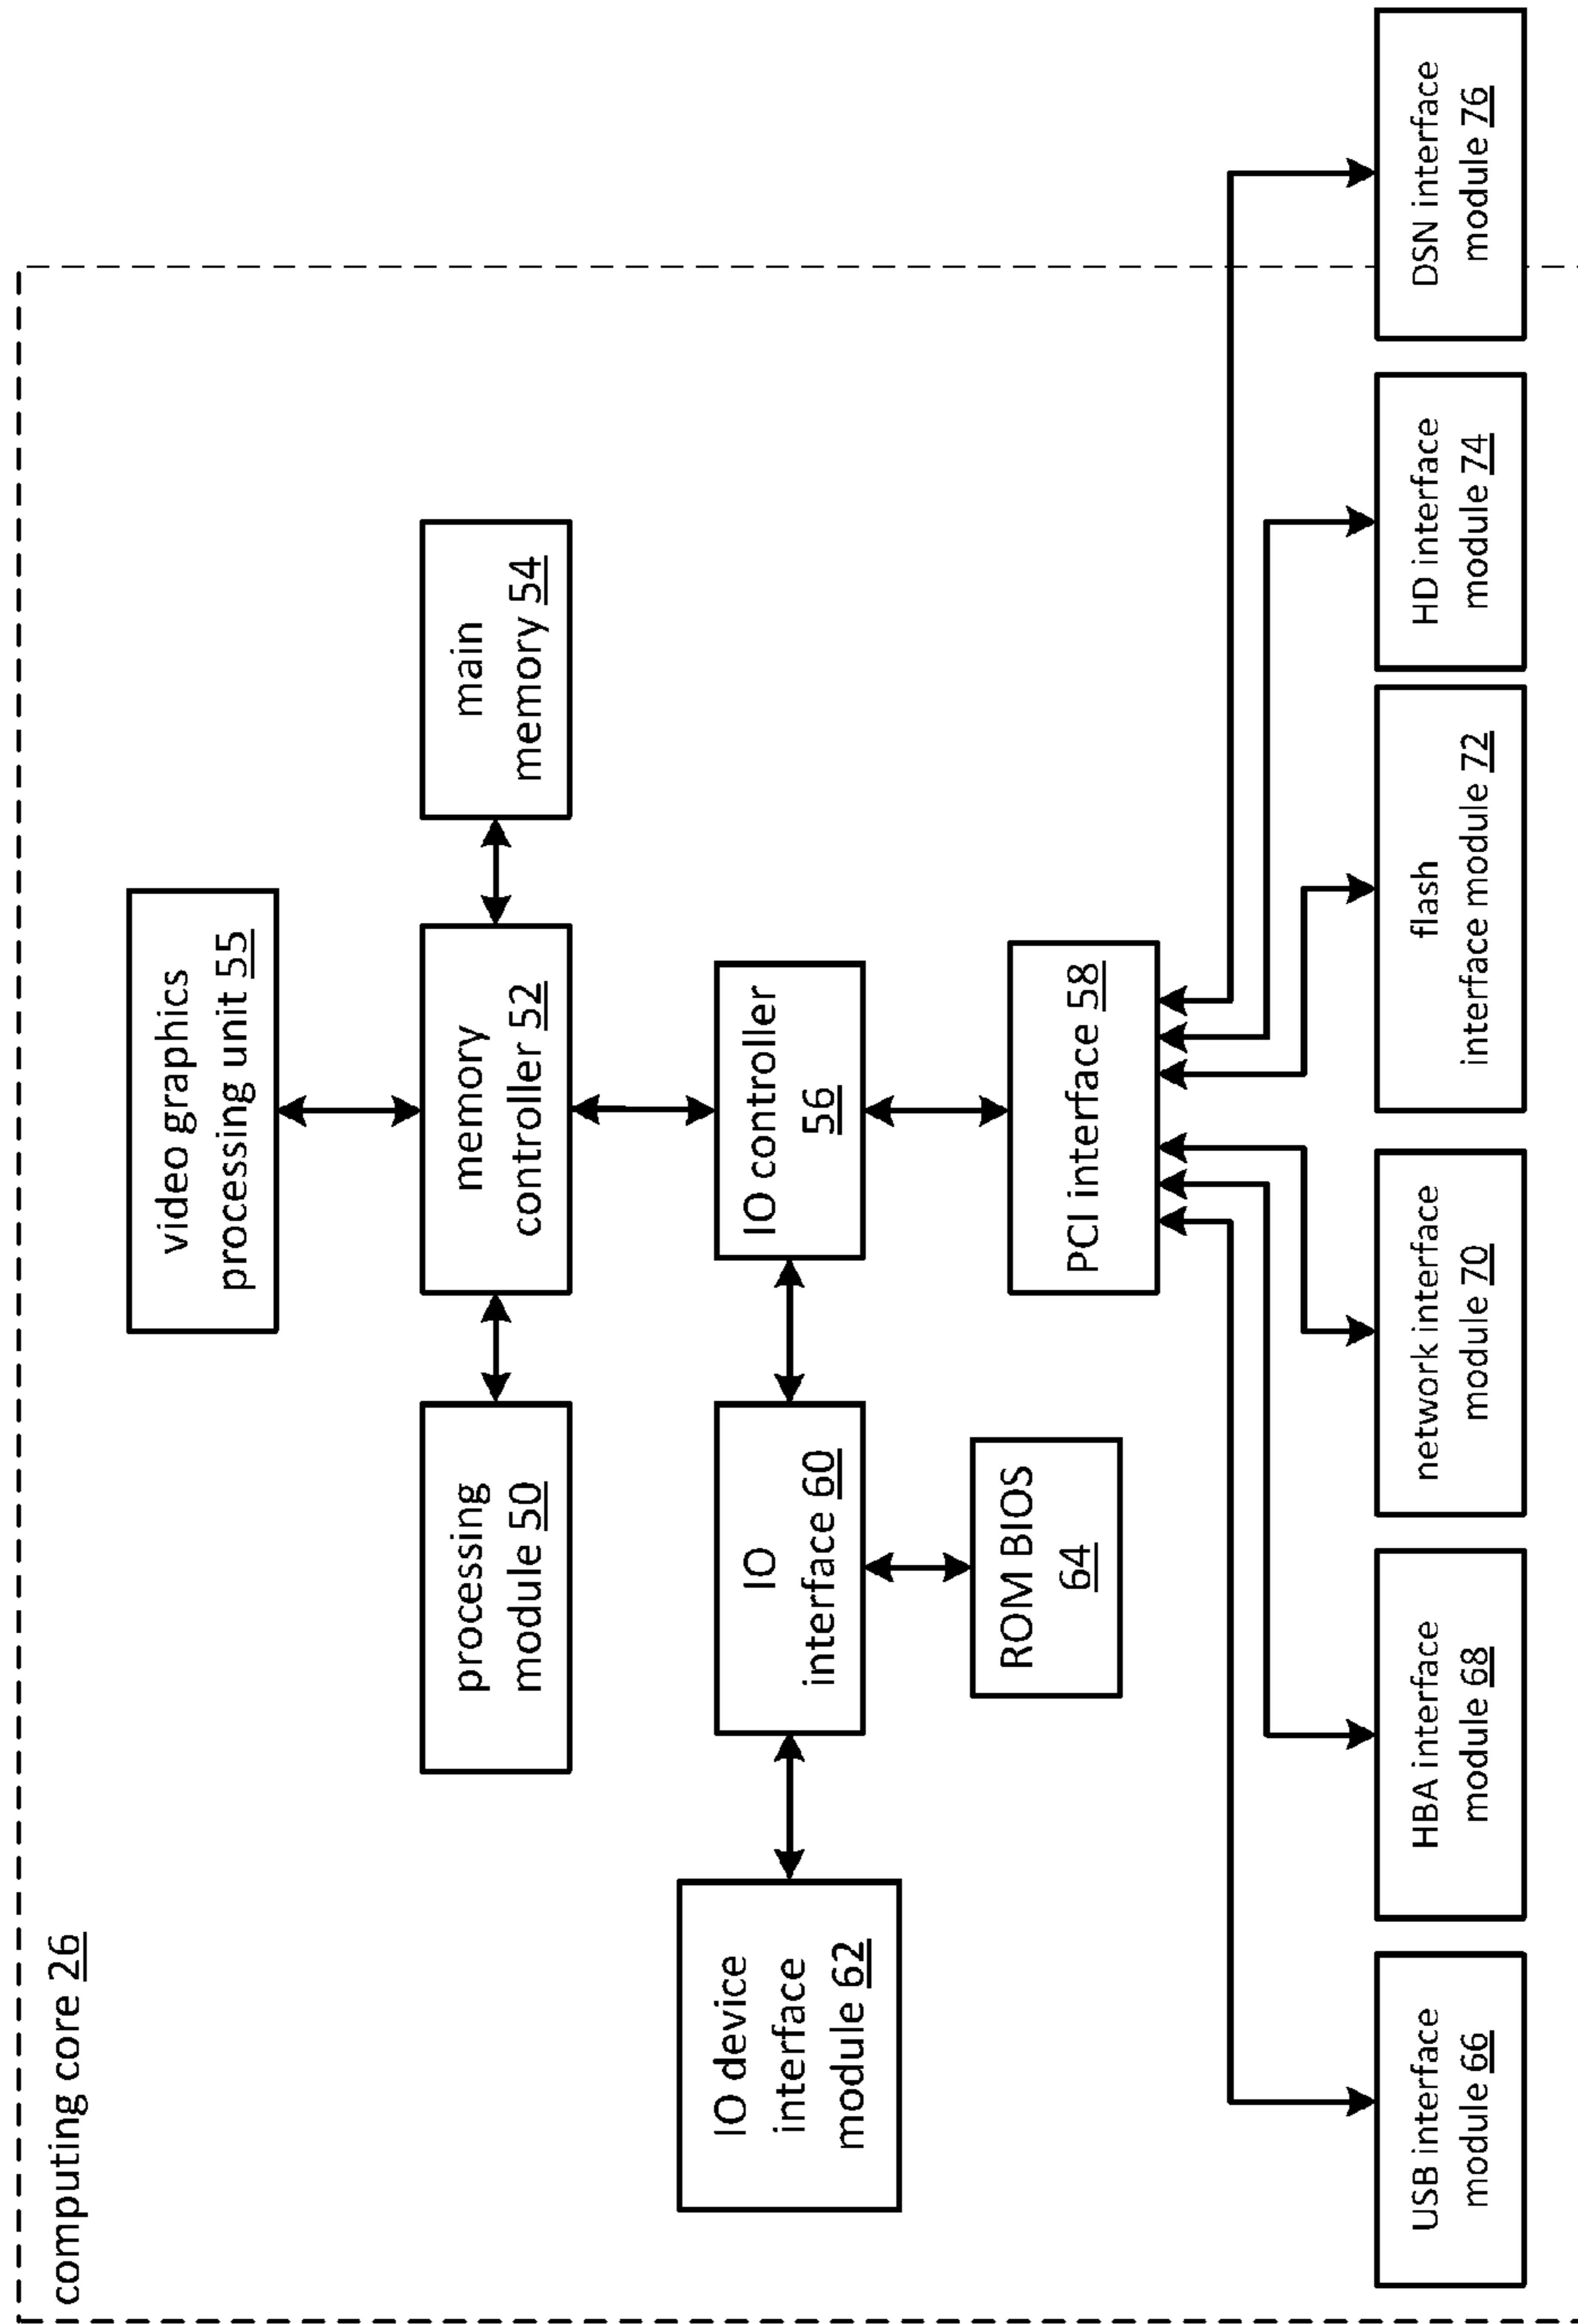 computing core 26
video graphics
processing unit 55
processing
module 50
memory
controller 52
main
memory 54
IO device
interface
module 62
IO
interface 60
IO controller
56
ROM BIOS
64
PCI interface 58
USB interface
module 66
HBA interface
module 68
network interface
module 70
flash
interface module 72
HD interface
module 74
DSN interface
module 76